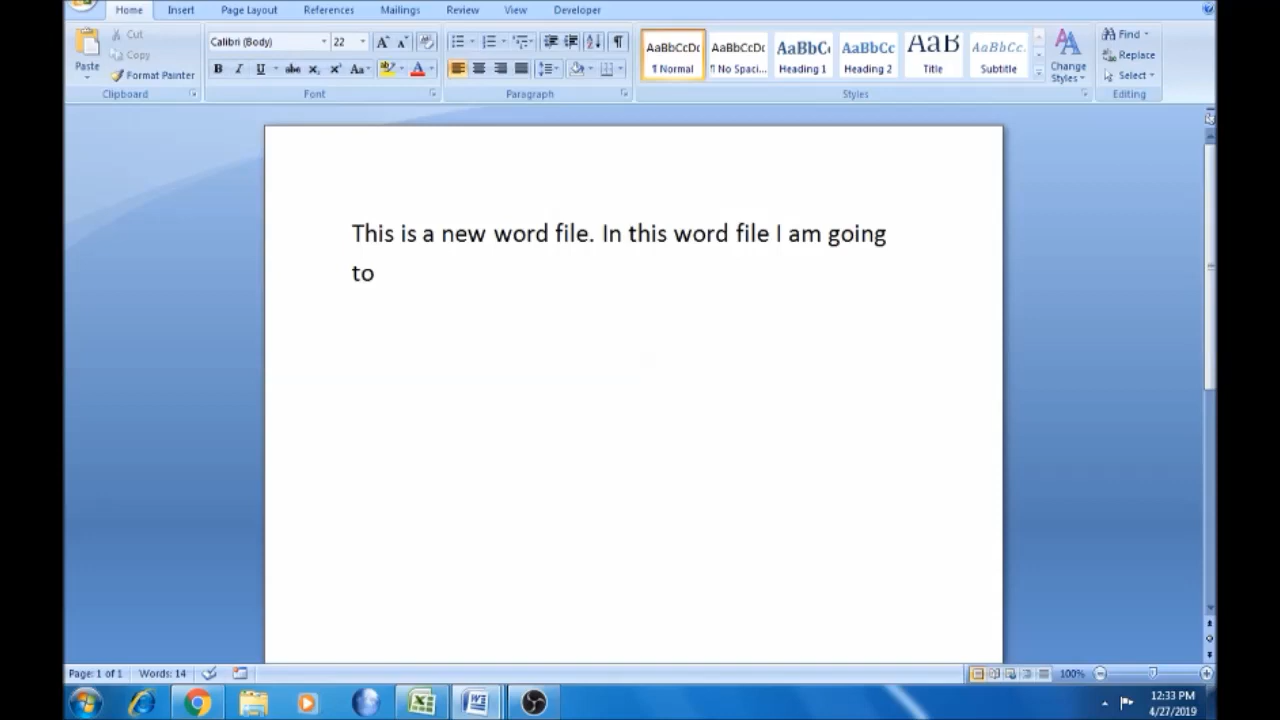 Home Insert Page Layout References Mailings Review View Developer
Cut
Copy
Format Painter
Paste
Clipboard
Calibri (Body) 22
Font
Paragraph
AaBbCcDc AaBbCcDc AaBbCc AaBbCc AaB AaBbCc.
¶ Normal ¶ No Spaci... Heading 1 Heading 2 Title Subtitle
Change
Styles
Styles
Find
Replace
Select
Editing
This is a new word file. In this word file I am going
to
Page: 1 of 1 Words: 14 100%
12:33 PM
4/27/2019